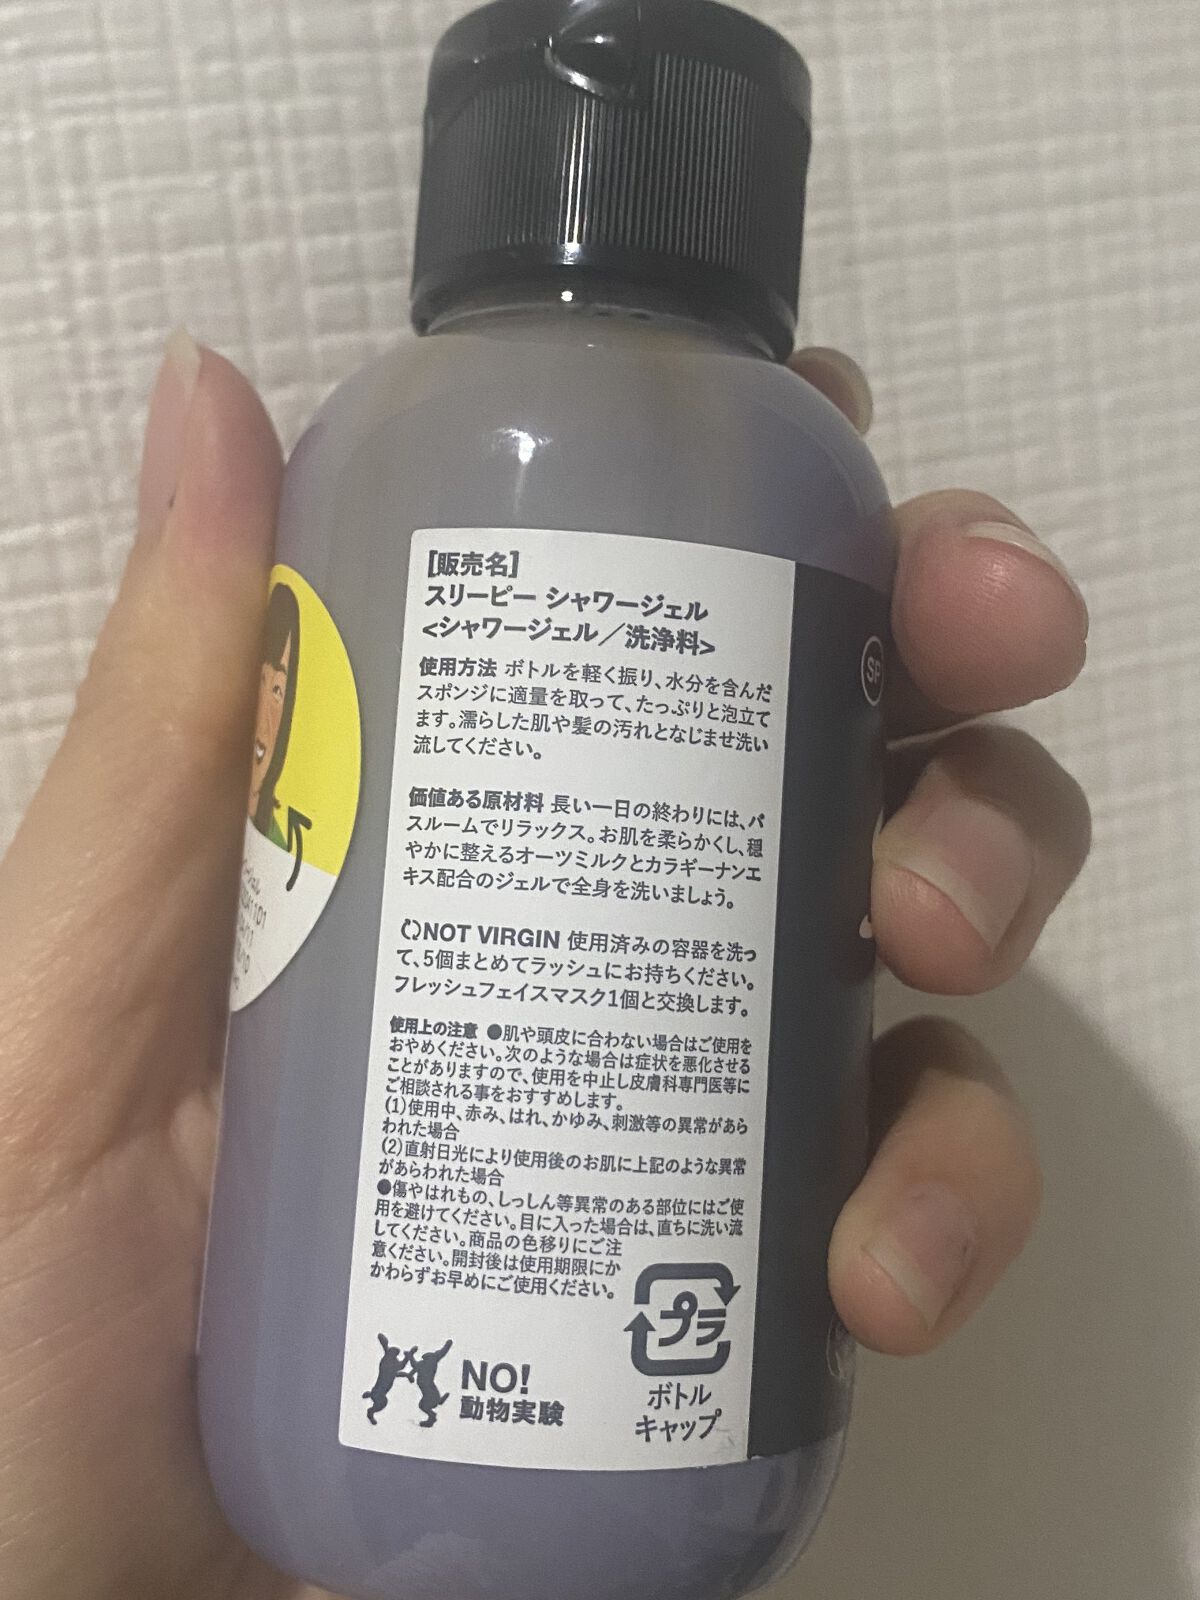 [販売名]
スリーピー シャワージェル
<シャワージェル／洗浄料>
使用方法 ボトルを軽く振り、水分を含んだ
スポンジに適量を取って、たっぷりと泡立て
ます。濡らした肌や髪の汚れとなじませ洗い
流してください。
価値ある原材料 長い一日の終わりには、バ
スルームでリラックス。お肌を柔らかくし、穏
やかに整えるオーツミルクとカラギーナンエ
キス配合のジェルで全身を洗いましょう。
NOT VIRGIN 使用済みの容器を洗っ
て、5個まとめてラッシュにお持ちください。
フレッシュフェイスマスク1個と交換します。
使用上の注意 ●肌や頭皮に合わない場合はご使用を
おやめください。次のような場合は症状を悪化させる
ことがありますので、使用を中止し皮膚科専門医等に
ご相談される事をおすすめします。
(1)使用中、赤み、はれ、かゆみ、刺激等の異常があら
われた場合
(2)直射日光により使用後のお肌に上記のような異常
があらわれた場合
●傷やはれもの、しっしん等異常のある部位にはご使
用を避けてください。目に入った場合は、直ちに洗い流
してください。商品の色移りにご注
意ください。開封後は使用期限にか
かわらずお早めにご使用ください。
NO!
動物実験
プラ
ボトル
キャップ
SP